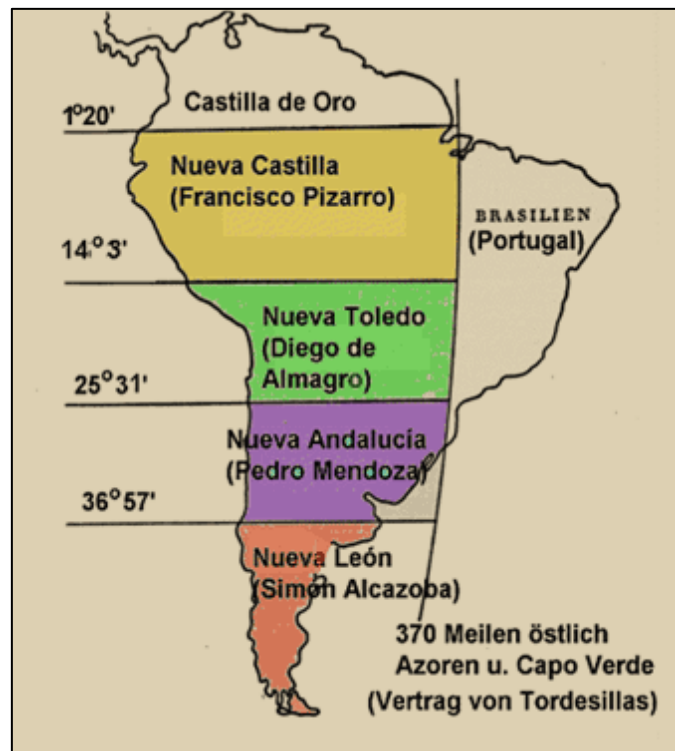 Castilla de Oro
1°20'
Nueva Castilla
(Francisco Pizarro)
BRASILIEN
(Portugal)
14°3'
Nueva Toledo
(Diego de
Almagro)
25°31'
Nueva Andalucía
(Pedro Mendoza)
36°57'
Nueva León
(Simón Alcazoba)
370 Meilen östlich
Azoren u. Capo Verde
(Vertrag von Tordesillas)